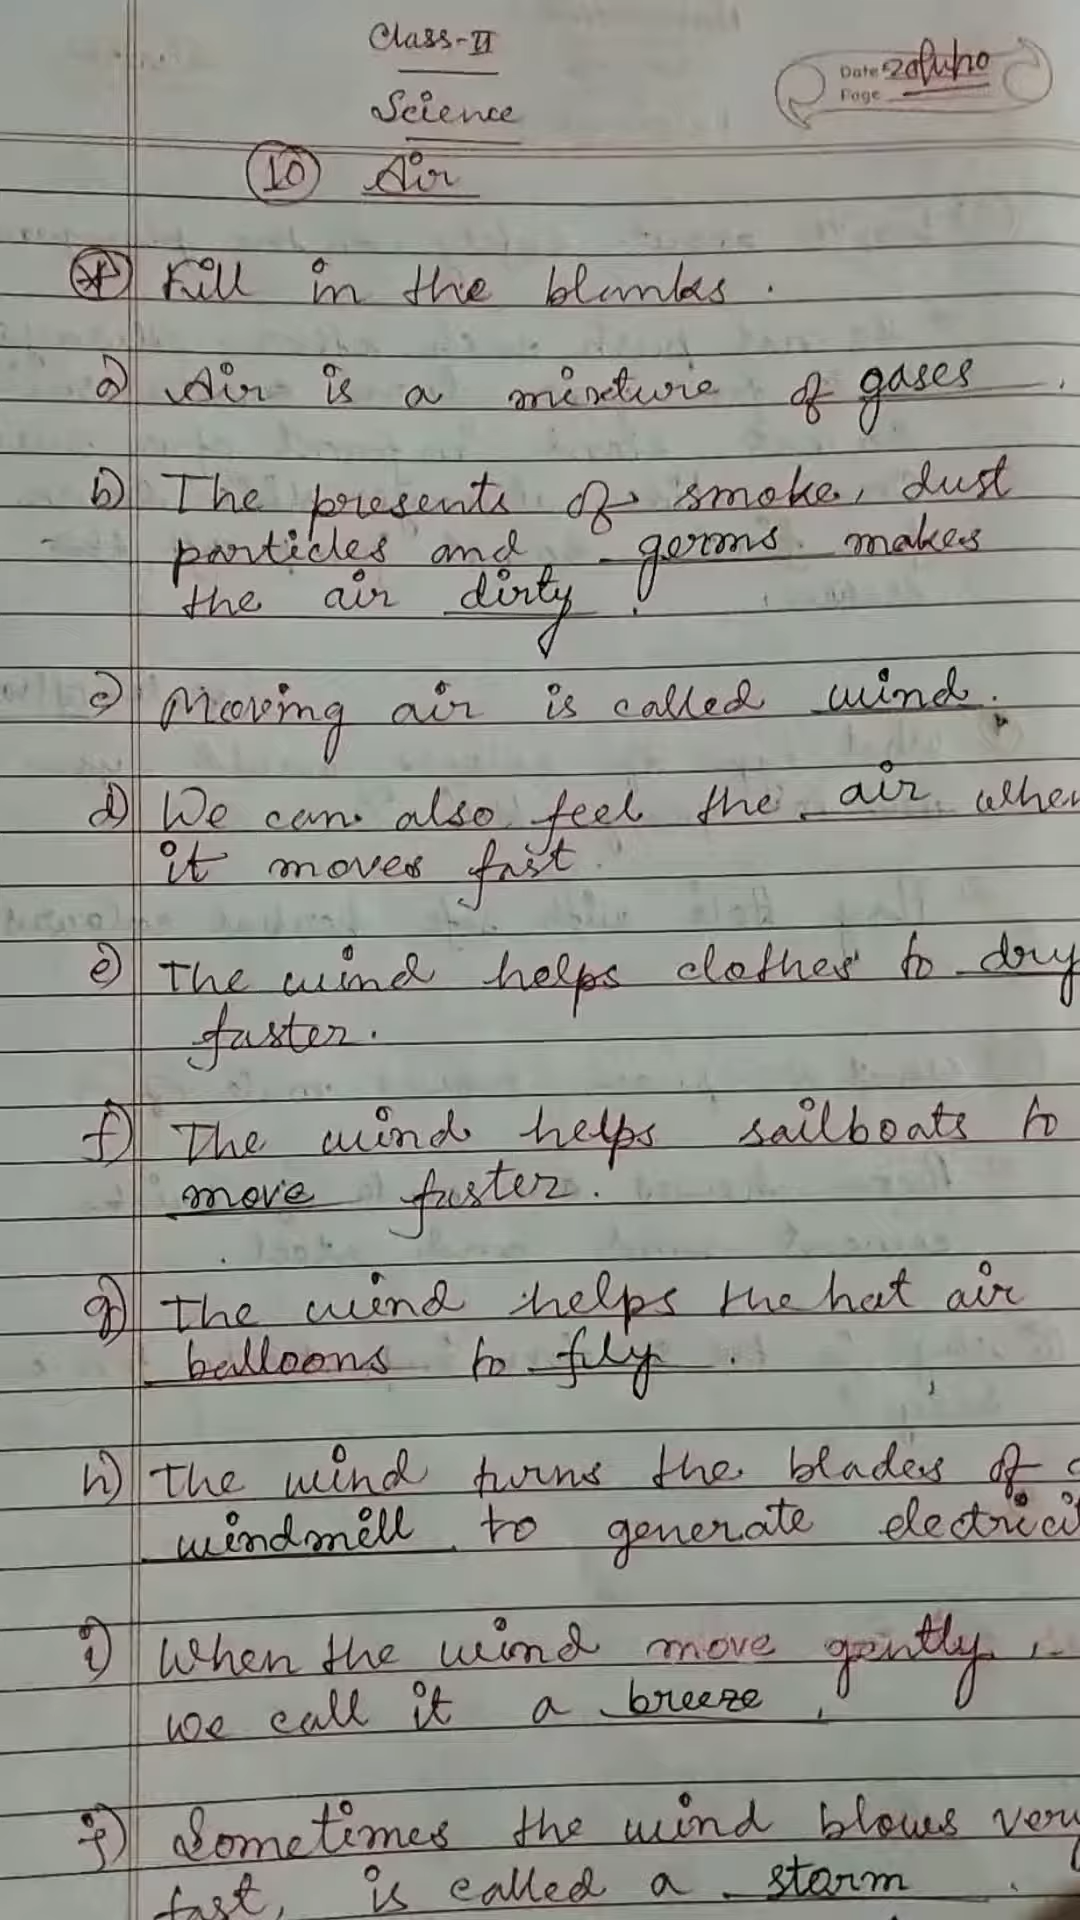 Class-II
Science
Date
Page
10 Air
Fill in the blanks.
a) Air is a mixture of gases.
b) The presents of smoke, dust
particles and germs makes
the air dirty.
c) Moving air is called wind.
d) We can also feel the air when
it moves fast.
e) The wind helps clothes to dry
faster.
f) The wind helps sailboats to
move faster.
g) The wind helps the hot air
balloons to fly.
h) The wind turns the blades of
windmill to generate electrici
i) When the wind move gently,
we call it a breeze,
j) Sometimes the wind blows very
fast, is called a storm.